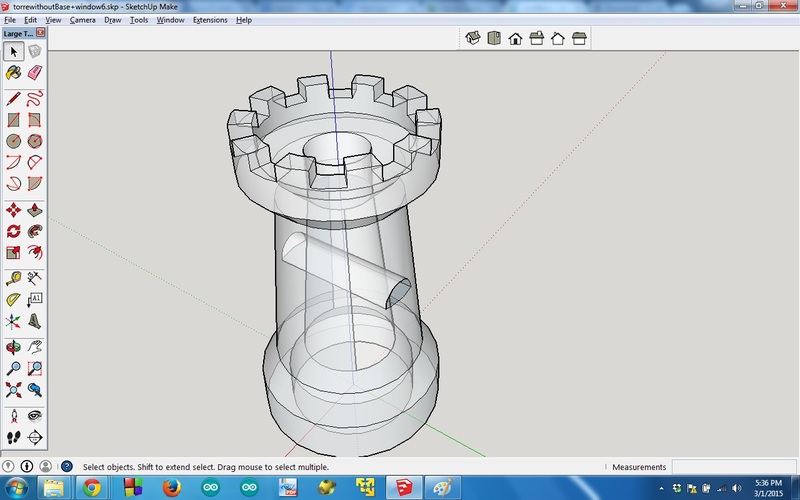 torrewithoutBase+window6.skp - SketchUp Make
File Edit View Camera Draw Tools Window Extensions Help
Large T...
A1
Select objects. Shift to extend select. Drag mouse to select multiple.
Measurements
5:36 PM
3/1/2015